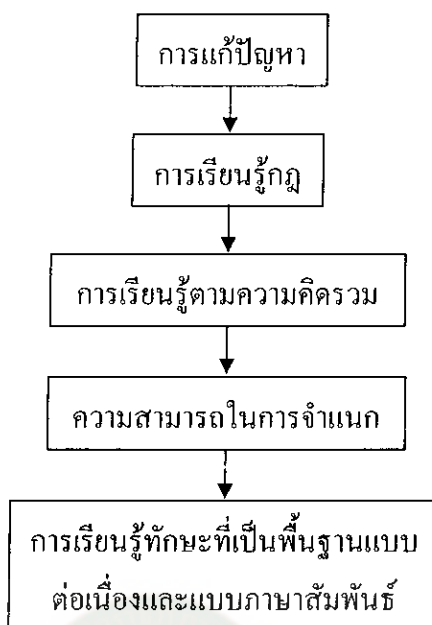 การแก้ปัญหา
การเรียนรู้กฎ
การเรียนรู้ตามความคิดรวม
ความสามารถในการจำแนก
การเรียนรู้ทักษะที่เป็นพื้นฐานแบบ
ต่อเนื่องและแบบภาษาสัมพันธ์